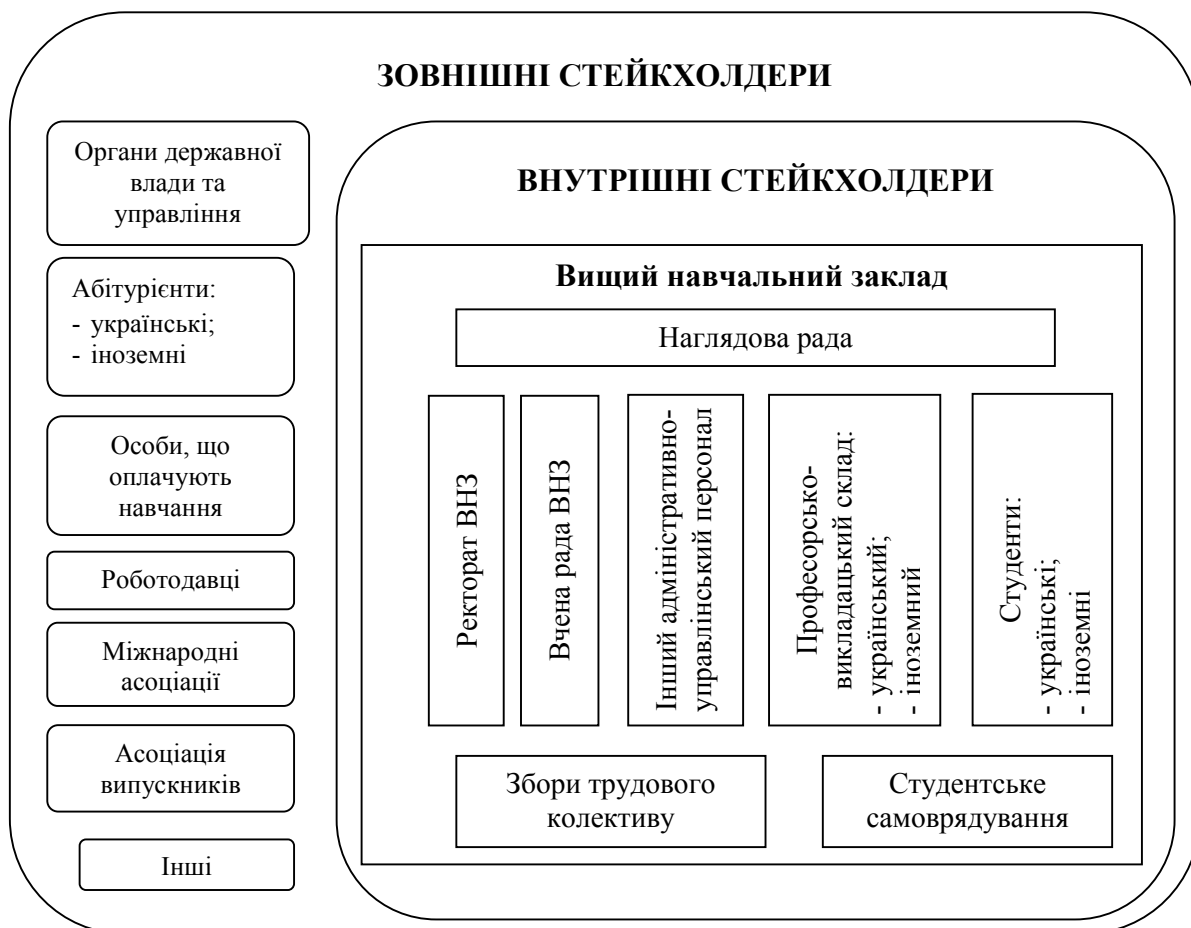 ЗОВНІШНІ СТЕЙКХОЛДЕРИ
Органи державної
влади та
управління
Абітурієнти:
- українські;
- іноземні
Особи, що
оплачують
навчання
Роботодавці
Міжнародні
асоціації
Асоціація
випускників
Інші
ВНУТРІШНІ СТЕЙКХОЛДЕРИ
Вищий навчальний заклад
Наглядова рада
Ректорат ВНЗ
Вчена рада ВНЗ
Інший адміністративно-
управлінський персонал
Професорсько-
викладацький склад:
- український;
- іноземний
Студенти:
- українські;
- іноземні
Збори трудового
колективу
Студентське
самоврядування